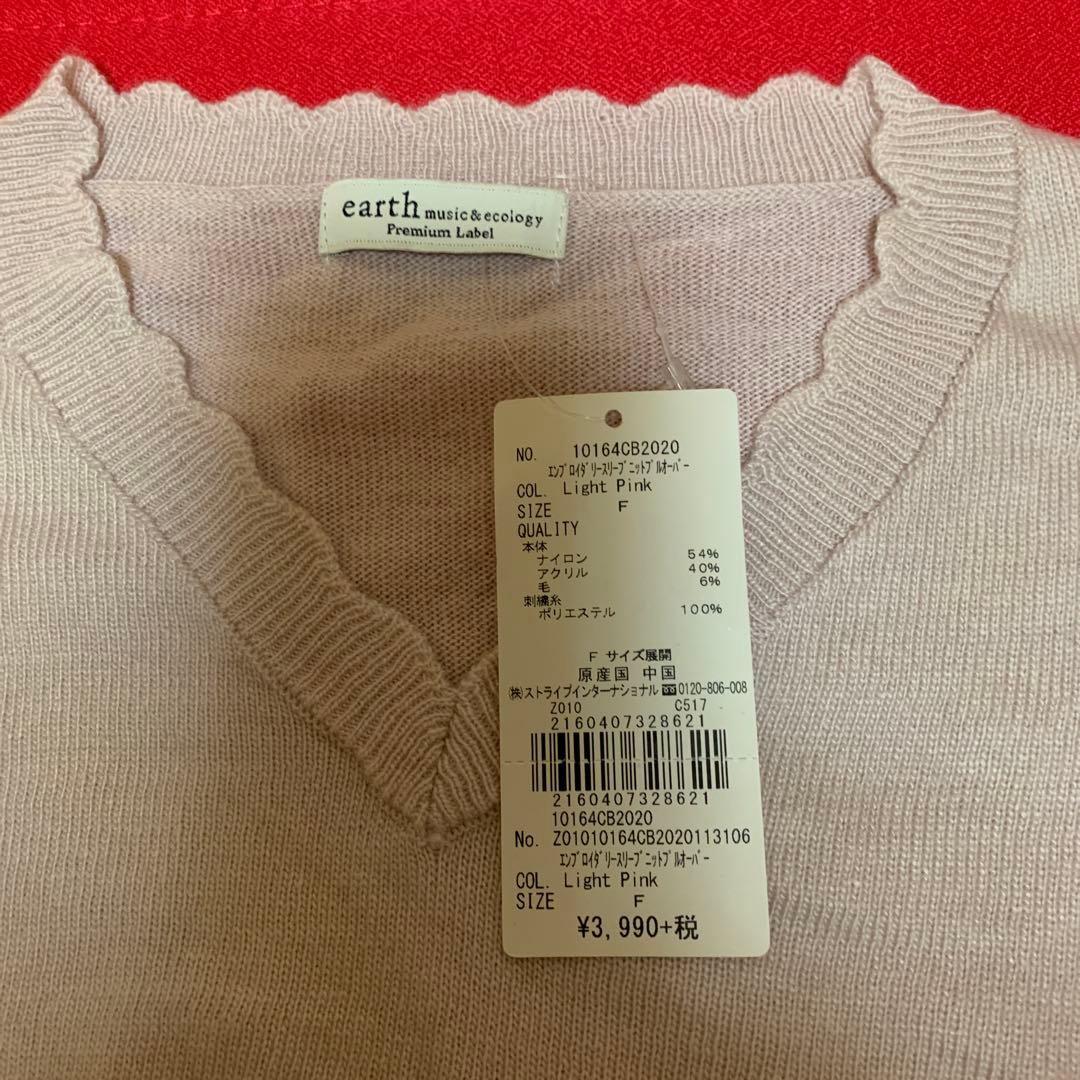 earth music&ecology
Premium Label
NO. 10164CB2020
ｴﾝﾌﾞﾛｲﾀﾞﾘｰｽﾘｰﾌﾞﾆｯﾄﾌﾟﾙｵｰﾊﾞｰ
COL. Light Pink
SIZE F
QUALITY
本体
ナイロン 54%
アクリル 40%
毛 6%
刺繍糸
ポリエステル 100%
F サイズ展開
原産国 中国
㈱ストライプインターナショナル 0120-806-008
Z010 C517
2160407328621
2160407328621
10164CB2020
No. Z01010164CB2020113106
ｴﾝﾌﾞﾛｲﾀﾞﾘｰｽﾘｰﾌﾞﾆｯﾄﾌﾟﾙｵｰﾊﾞｰ
COL. Light Pink
SIZE F
¥3,990+税